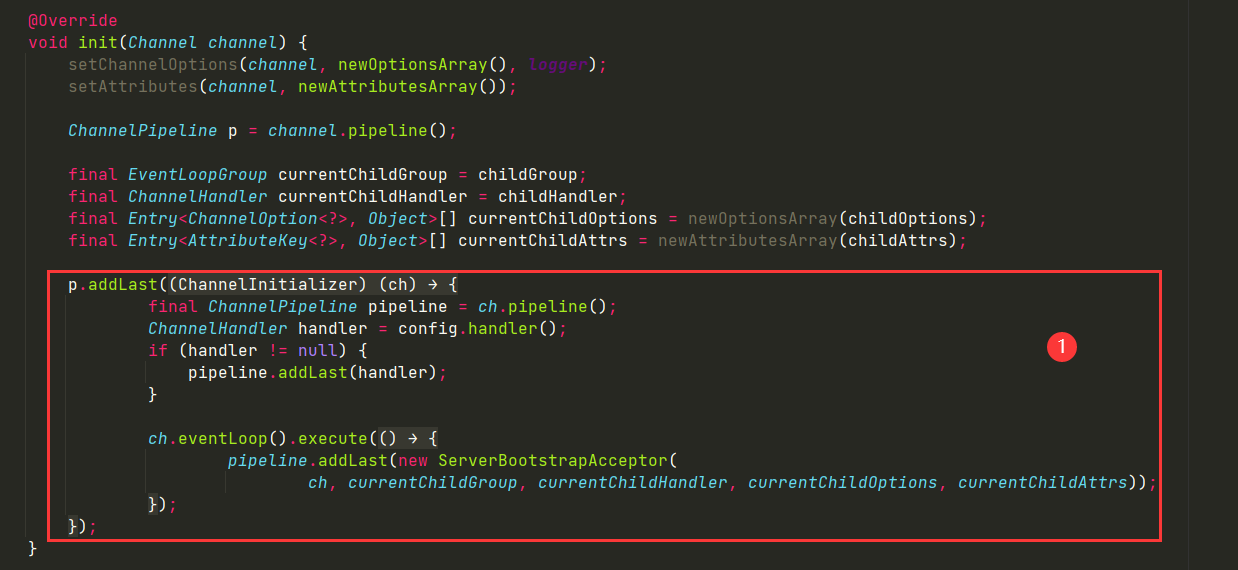 @Override
void init(Channel channel) {
    setChannelOptions(channel, newOptionsArray(), logger);
    setAttributes(channel, newAttributesArray());

    ChannelPipeline p = channel.pipeline();

    final EventLoopGroup currentChildGroup = childGroup;
    final ChannelHandler currentChildHandler = childHandler;
    final Entry<ChannelOption<?>, Object>[] currentChildOptions = newOptionsArray(childOptions);
    final Entry<AttributeKey<?>, Object>[] currentChildAttrs = newAttributesArray(childAttrs);

    p.addLast((ChannelInitializer) (ch) → {
            final ChannelPipeline pipeline = ch.pipeline();
            ChannelHandler handler = config.handler();
            if (handler != null) {
                pipeline.addLast(handler);
            }
1

            ch.eventLoop().execute(() → {
                    pipeline.addLast(new ServerBootstrapAcceptor(
                            ch, currentChildGroup, currentChildHandler, currentChildOptions, currentChildAttrs));
            });
    });
}